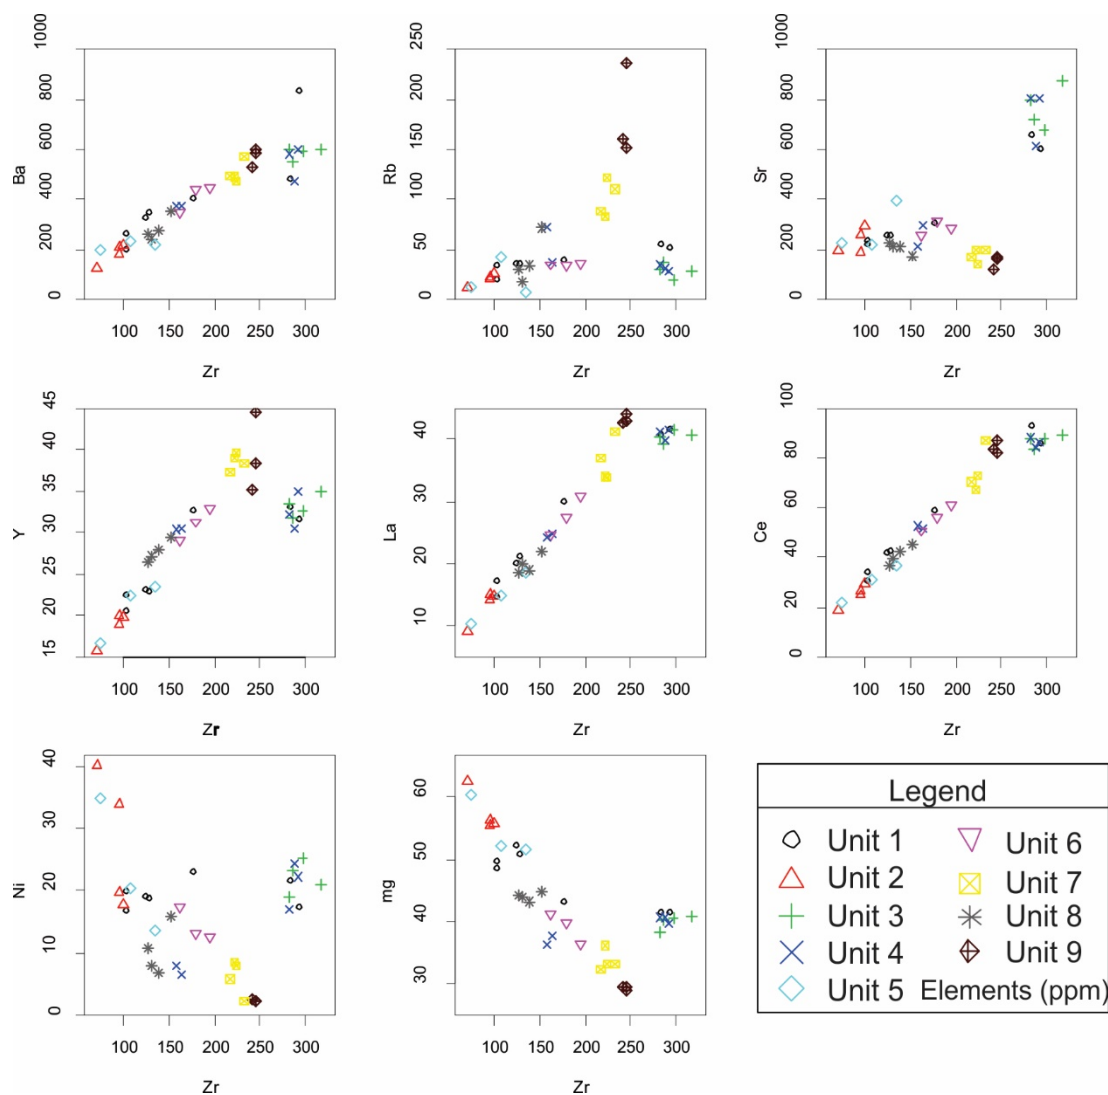 1000
800
600
400
200
0
Ba
100 150 200 250 300
Zr
250
200
150
100
50
0
Rb
100 150 200 250 300
Zr
1000
800
600
400
200
0
Sr
100 150 200 250 300
Zr
45
40
35
30
25
20
15
Y
100 150 200 250 300
Zr
40
30
20
10
La
100 150 200 250 300
Zr
100
80
60
40
20
0
Ce
100 150 200 250 300
Zr
40
30
20
10
0
Ni
100 150 200 250 300
Zr
60
50
40
30
mg
100 150 200 250 300
Zr
Legend
Unit 1 Unit 6
Unit 2 Unit 7
Unit 3 Unit 8
Unit 4 Unit 9
Unit 5 Elements (ppm)